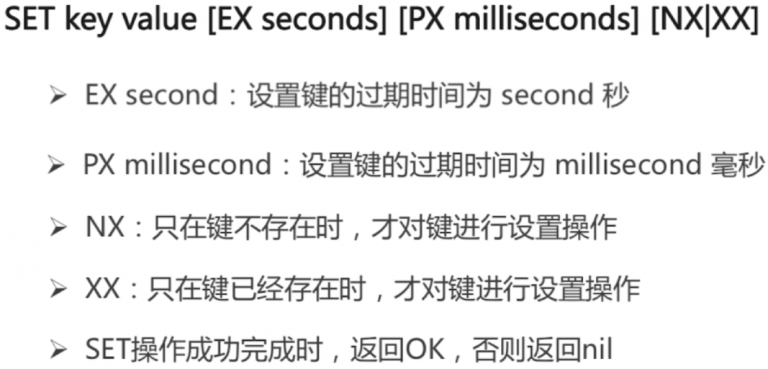 SET key value [EX seconds] [PX milliseconds] [NX|XX]
➢ EX second：设置键的过期时间为 second 秒
➢ PX millisecond：设置键的过期时间为 millisecond 毫秒
➢ NX：只在键不存在时，才对键进行设置操作
➢ XX：只在键已经存在时，才对键进行设置操作
➢ SET操作成功完成时，返回OK，否则返回nil